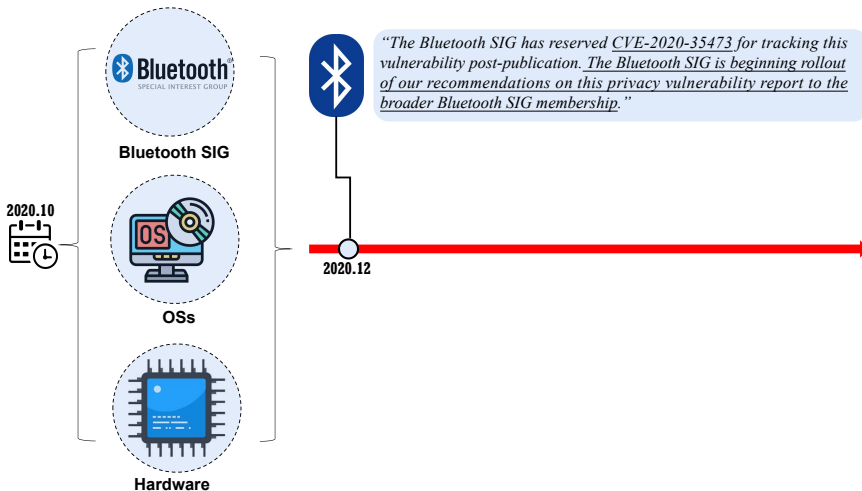 2020.10
Bluetooth®
SPECIAL INTEREST GROUP
Bluetooth SIG
OS
OSs
Hardware
“The Bluetooth SIG has reserved CVE-2020-35473 for tracking this
vulnerability post-publication. The Bluetooth SIG is beginning rollout
of our recommendations on this privacy vulnerability report to the
broader Bluetooth SIG membership.”
2020.12